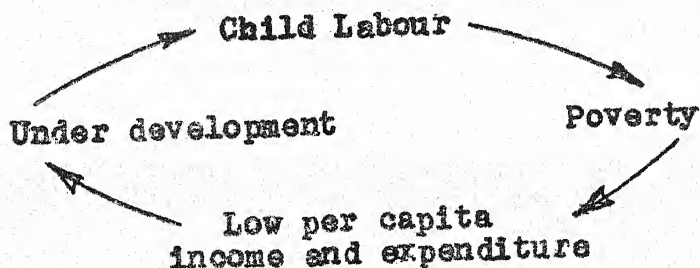 Child Labour
Under development
Poverty
Low per capita
income and expenditure